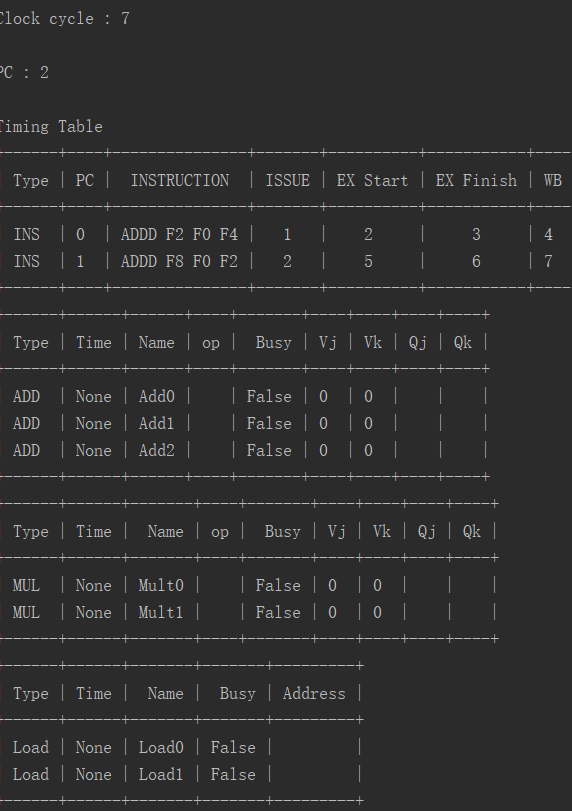 Clock cycle : 7
PC : 2
Timing Table
Type | PC | INSTRUCTION | ISSUE | EX Start | EX Finish | WB
INS | 0 | ADDD F2 F0 F4 | 1 | 2 | 3 | 4
INS | 1 | ADDD F8 F0 F2 | 2 | 5 | 6 | 7
Type | Time | Name | op | Busy | Vj | Vk | Qj | Qk |
ADD | None | Add0 | | False | 0 | 0 | | |
ADD | None | Add1 | | False | 0 | 0 | | |
ADD | None | Add2 | | False | 0 | 0 | | |
Type | Time | Name | op | Busy | Vj | Vk | Qj | Qk |
MUL | None | Mult0 | | False | 0 | 0 | | |
MUL | None | Mult1 | | False | 0 | 0 | | |
Type | Time | Name | Busy | Address |
Load | None | Load0 | False | |
Load | None | Load1 | False | |